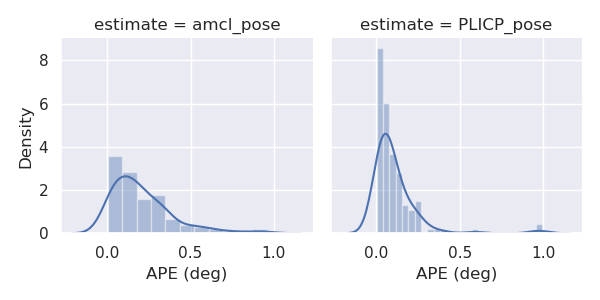 estimate = amcl_pose
estimate = PLICP_pose
Density
8
6
4
2
0
0.0 0.5 1.0
0.0 0.5 1.0
APE (deg)
APE (deg)